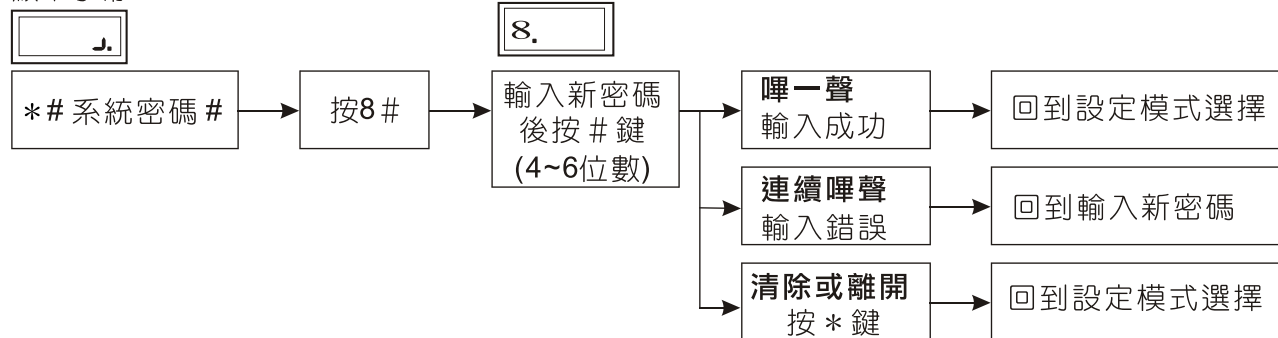 8.
*#系統密碼#
按8#
輸入新密碼
後按#鍵
(4~6位數)
嗶一聲
輸入成功
回到設定模式選擇
連續嗶聲
輸入錯誤
回到輸入新密碼
清除或離開
按*鍵
回到設定模式選擇